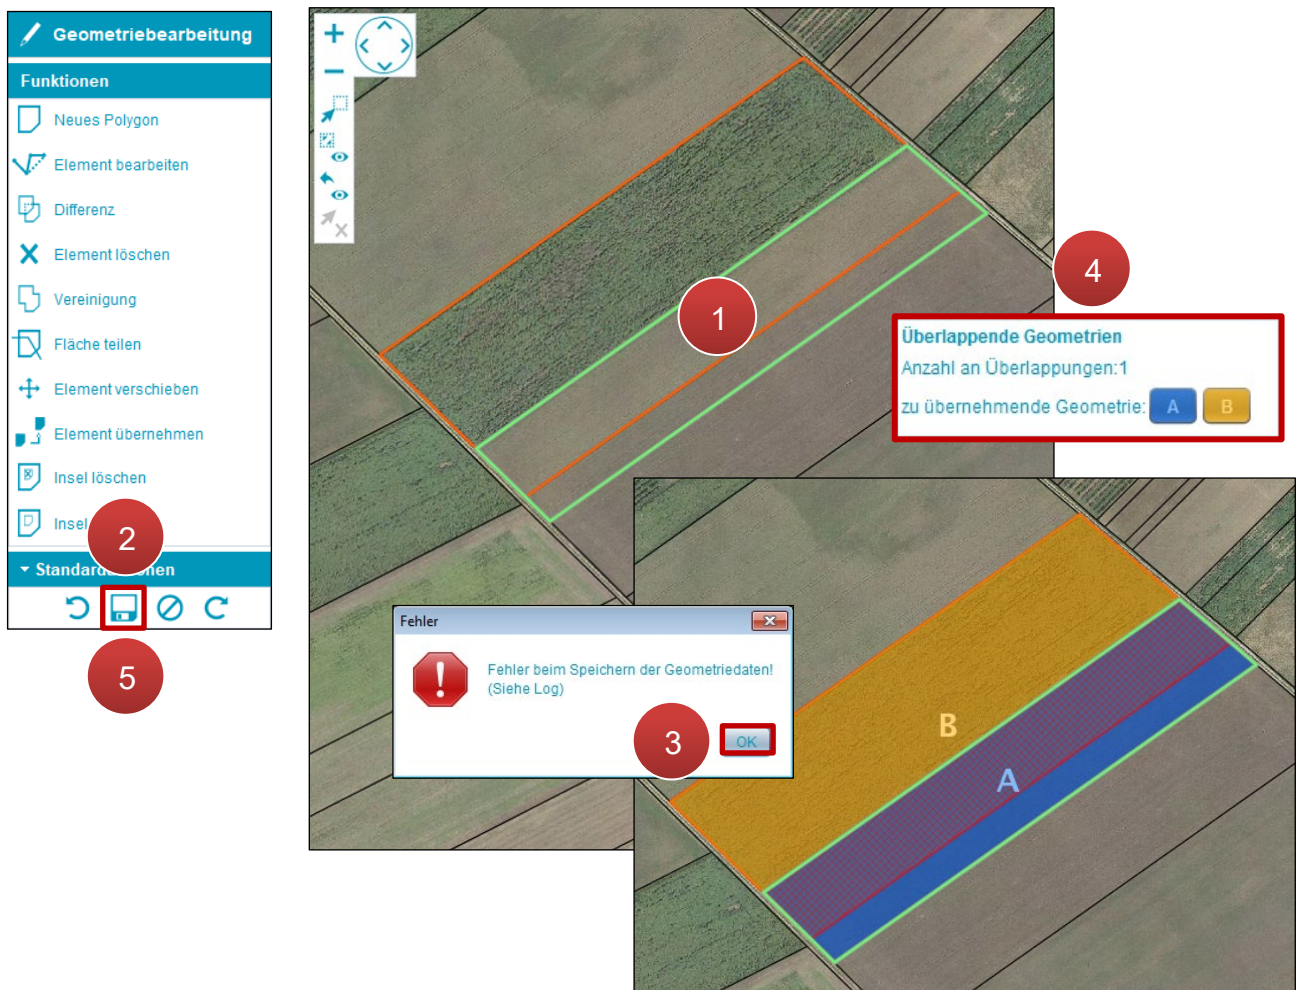 Geometriebearbeitung
Funktionen
Neues Polygon
Element bearbeiten
Differenz
Element löschen
Vereinigung
Fläche teilen
Element verschieben
Element übernehmen
Insel löschen
Insel
2
5
1
4
Überlappende Geometrien
Anzahl an Überlappungen:1
zu übernehmende Geometrie: A B
Fehler
Fehler beim Speichern der Geometriedaten!
(Siehe Log)
3
OK
B
A